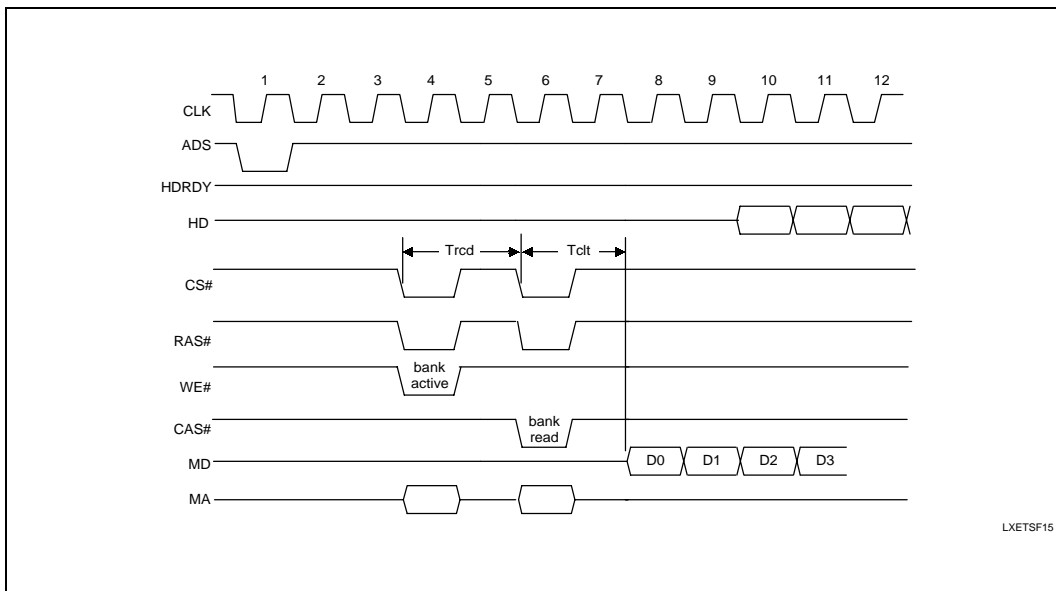 1 2 3 4 5 6 7 8 9 10 11 12
CLK
ADS
HDRDY
HD
Trcd Tclt
CS#
RAS#
bank
active
WE#
bank
read
CAS#
MD D0 D1 D2 D3
MA
LXETSF15